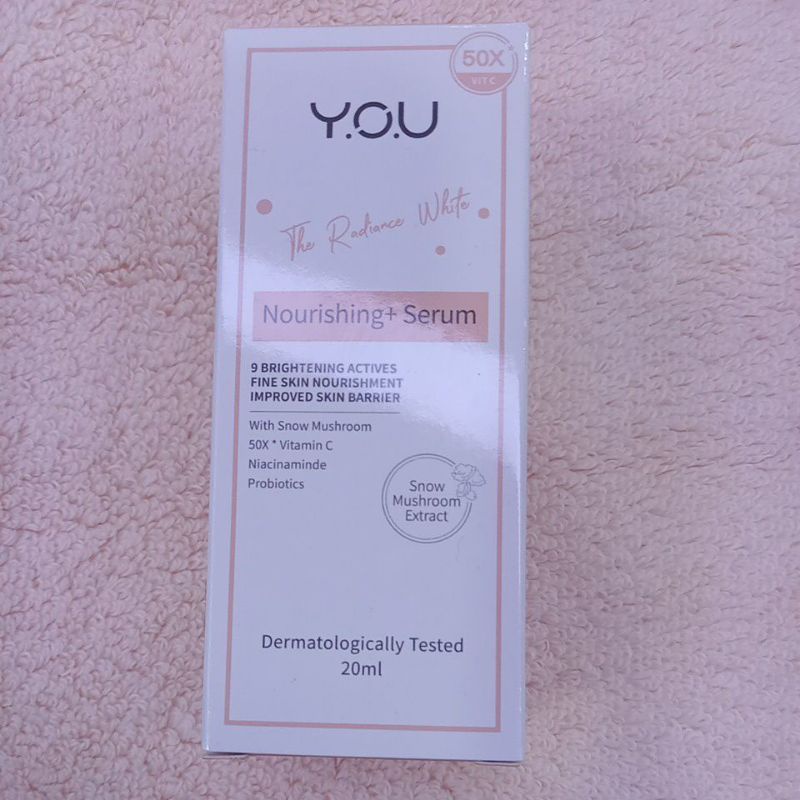 50X*
VIT C
Y.O.U
The Radiance White
Nourishing+ Serum
9 BRIGHTENING ACTIVES
FINE SKIN NOURISHMENT
IMPROVED SKIN BARRIER
With Snow Mushroom
50X * Vitamin C
Niacinaminde
Probiotics
Snow
Mushroom
Extract
Dermatologically Tested
20ml